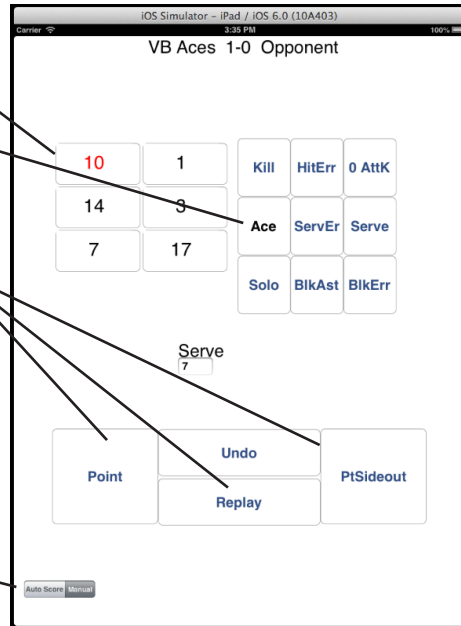 iOS Simulator – iPad / iOS 6.0 (10A403)
Carrier 3:35 PM 100%
VB Aces 1-0 Opponent
10 1 Kill HitErr 0 AttK
14 3 Ace ServEr Serve
7 17 Solo BlkAst BlkErr
Serve
7
Point Undo PtSideout
Replay
Auto Score Manual